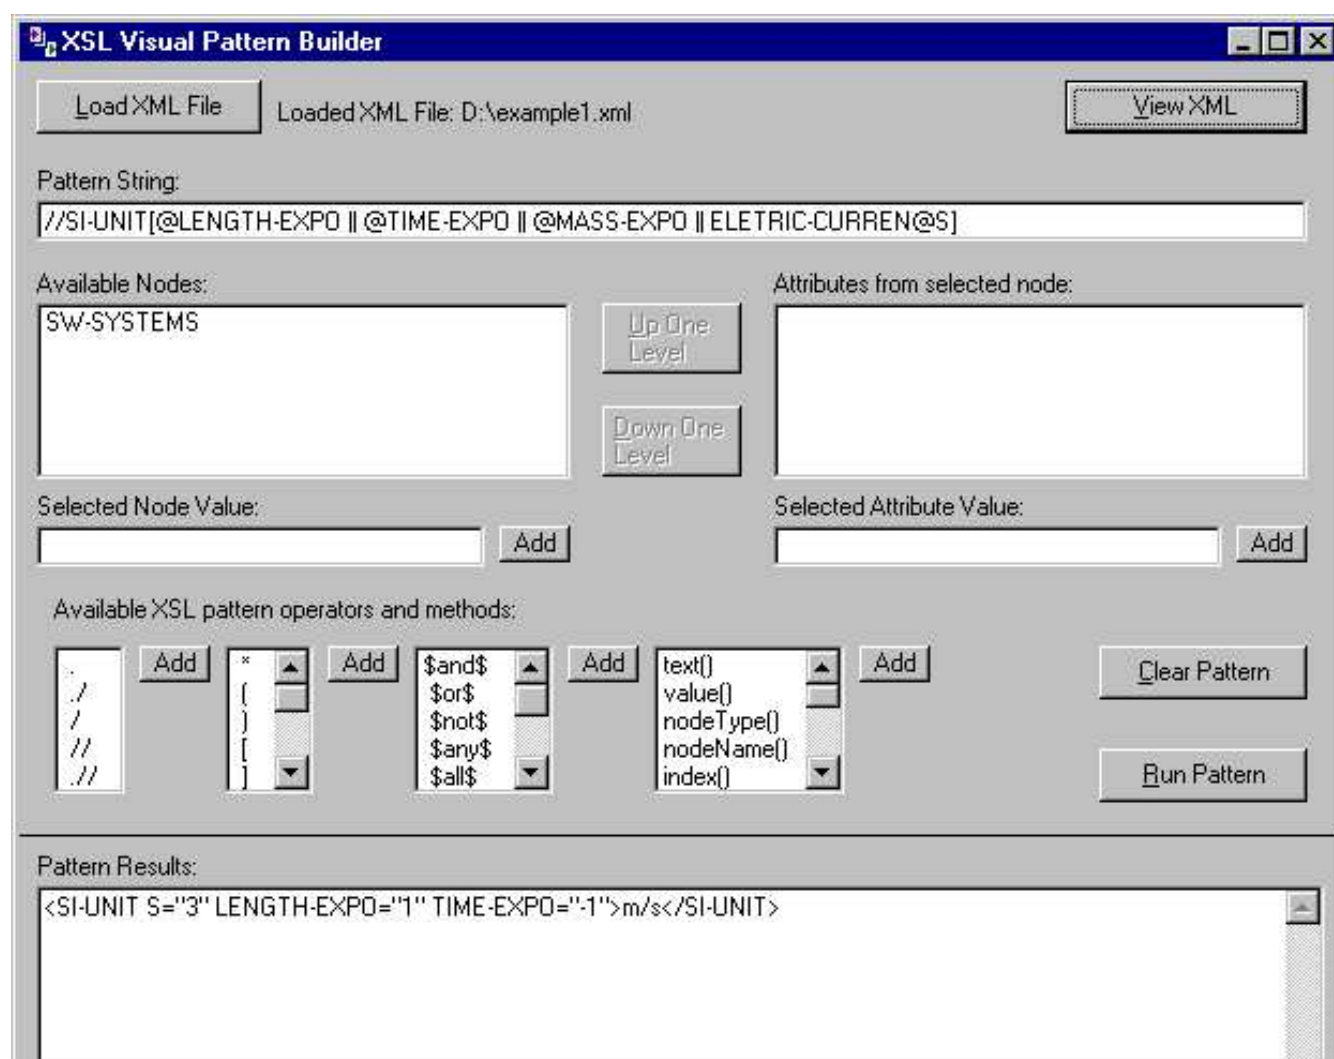 XSL Visual Pattern Builder
Load XML File
Loaded XML File: D:\example1.xml
View XML
Pattern String:
//SI-UNIT[@LENGTH-EXPO || @TIME-EXPO || @MASS-EXPO || ELETRIC-CURREN@S]
Available Nodes:
Attributes from selected node:
SW-SYSTEMS
Up One
Level
Down One
Level
Selected Node Value:
Selected Attribute Value:
Add
Add
Available XSL pattern operators and methods:
.
./
/
//
.//
Add
*
(
)
[
]
Add
$and$
$or$
$not$
$any$
$all$
Add
text()
value()
nodeType()
nodeName()
index()
Add
Clear Pattern
Run Pattern
Pattern Results:
<SI-UNIT S="3" LENGTH-EXPO="1" TIME-EXPO="-1">m/s</SI-UNIT>